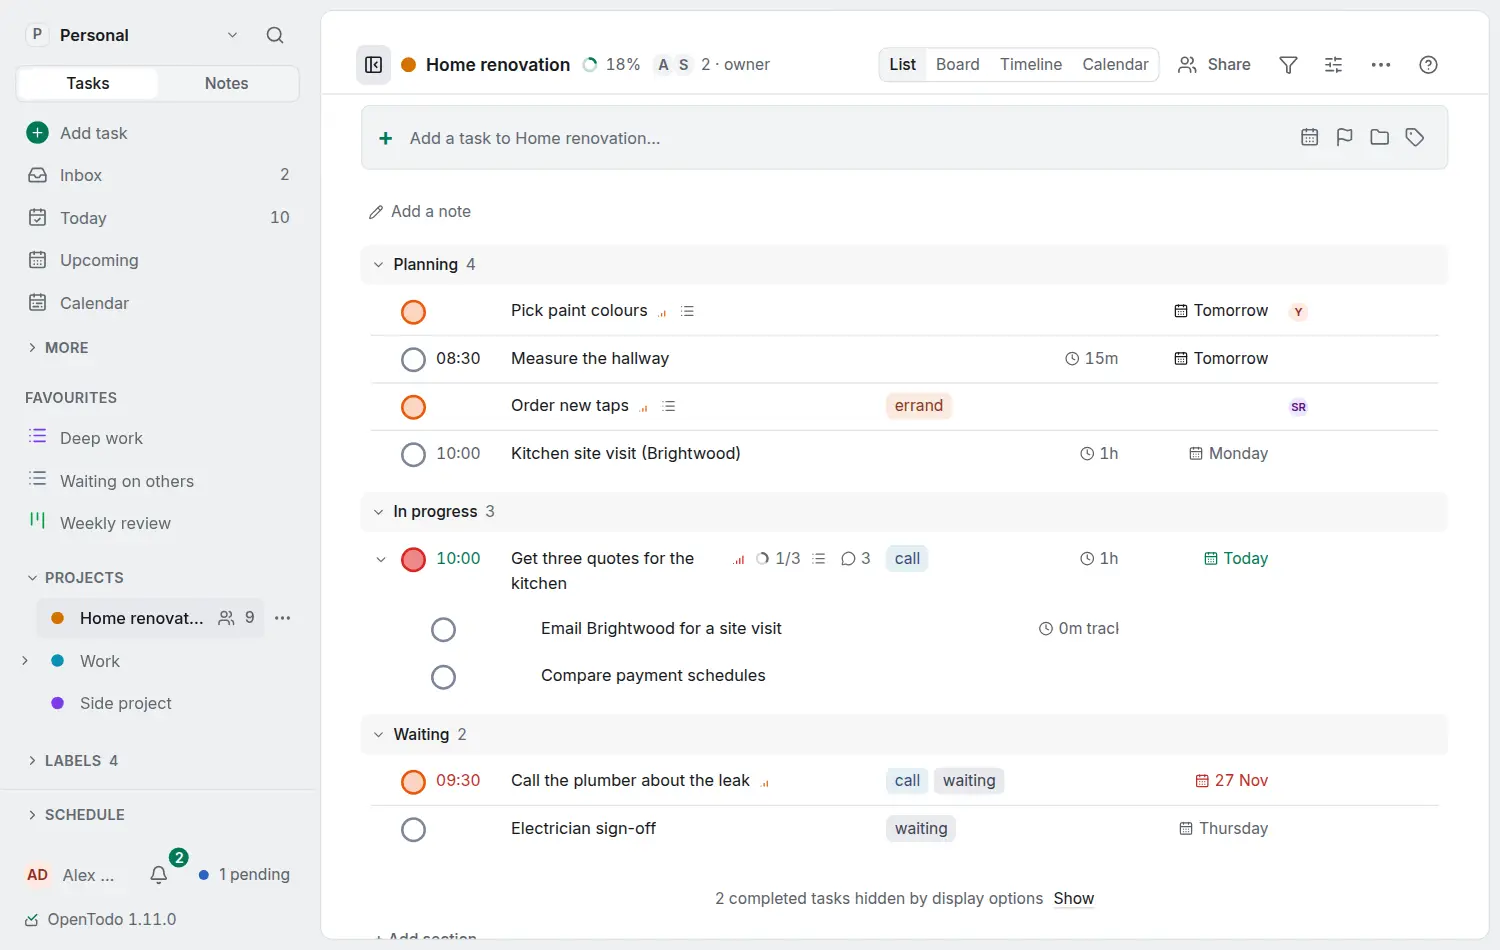 P Personal
Tasks Notes
Add task
Inbox 2
Today 10
Upcoming
Calendar
MORE
FAVOURITES
Deep work
Waiting on others
Weekly review
PROJECTS
Home renovat... 9
Work
Side project
LABELS 4
SCHEDULE
AD Alex ... 2 1 pending
OpenTodo 1.11.0
Home renovation 18% A S 2 · owner List Board Timeline Calendar Share
Add a task to Home renovation...
Add a note
Planning 4
Pick paint colours Tomorrow Y
08:30 Measure the hallway 15m Tomorrow
Order new taps errand SR
10:00 Kitchen site visit (Brightwood) 1h Monday
In progress 3
10:00 Get three quotes for the 1/3 3 call 1h Today
kitchen
Email Brightwood for a site visit 0m
Compare payment schedules
Waiting 2
09:30 Call the plumber about the leak call waiting 27 Nov
Electrician sign-off waiting Thursday
2 completed tasks hidden by display options Show
+ Add section